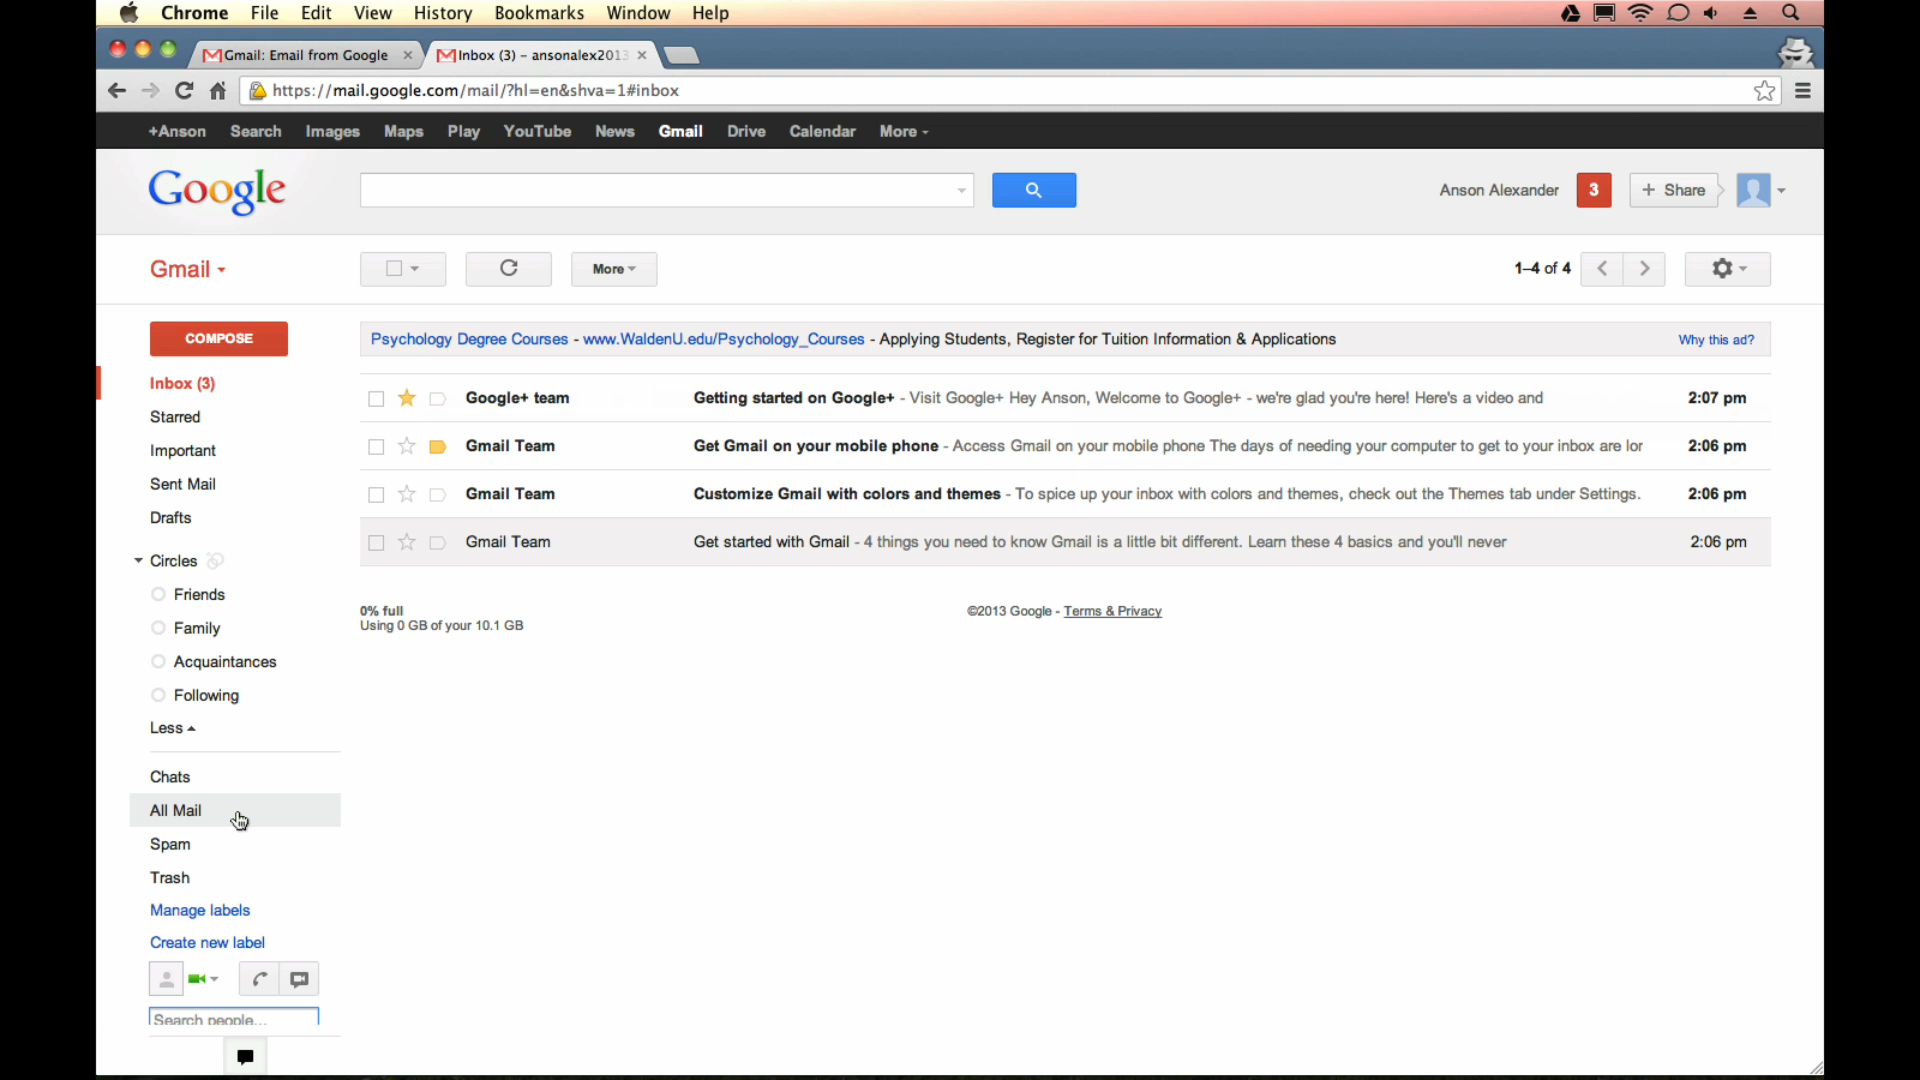 Chrome File Edit View History Bookmarks Window Help
Gmail: Email from Google
Inbox (3) – ansonalex2013
https://mail.google.com/mail/?hl=en&shva=1#inbox
+Anson Search Images Maps Play YouTube News Gmail Drive Calendar More
Google
Anson Alexander 3 + Share
Gmail
More
1–4 of 4
COMPOSE
Psychology Degree Courses - www.WaldenU.edu/Psychology_Courses - Applying Students, Register for Tuition Information & Applications Why this ad?
Inbox (3)
Starred
Important
Sent Mail
Drafts
Google+ team Getting started on Google+ - Visit Google+ Hey Anson, Welcome to Google+ - we're glad you're here! Here's a video and 2:07 pm
Gmail Team Get Gmail on your mobile phone - Access Gmail on your mobile phone The days of needing your computer to get to your inbox are lor 2:06 pm
Gmail Team Customize Gmail with colors and themes - To spice up your inbox with colors and themes, check out the Themes tab under Settings. 2:06 pm
Gmail Team Get started with Gmail - 4 things you need to know Gmail is a little bit different. Learn these 4 basics and you'll never 2:06 pm
Circles
Friends
Family
Acquaintances
Following
Less
0% full
Using 0 GB of your 10.1 GB
©2013 Google - Terms & Privacy
Chats
All Mail
Spam
Trash
Manage labels
Create new label
Search people...